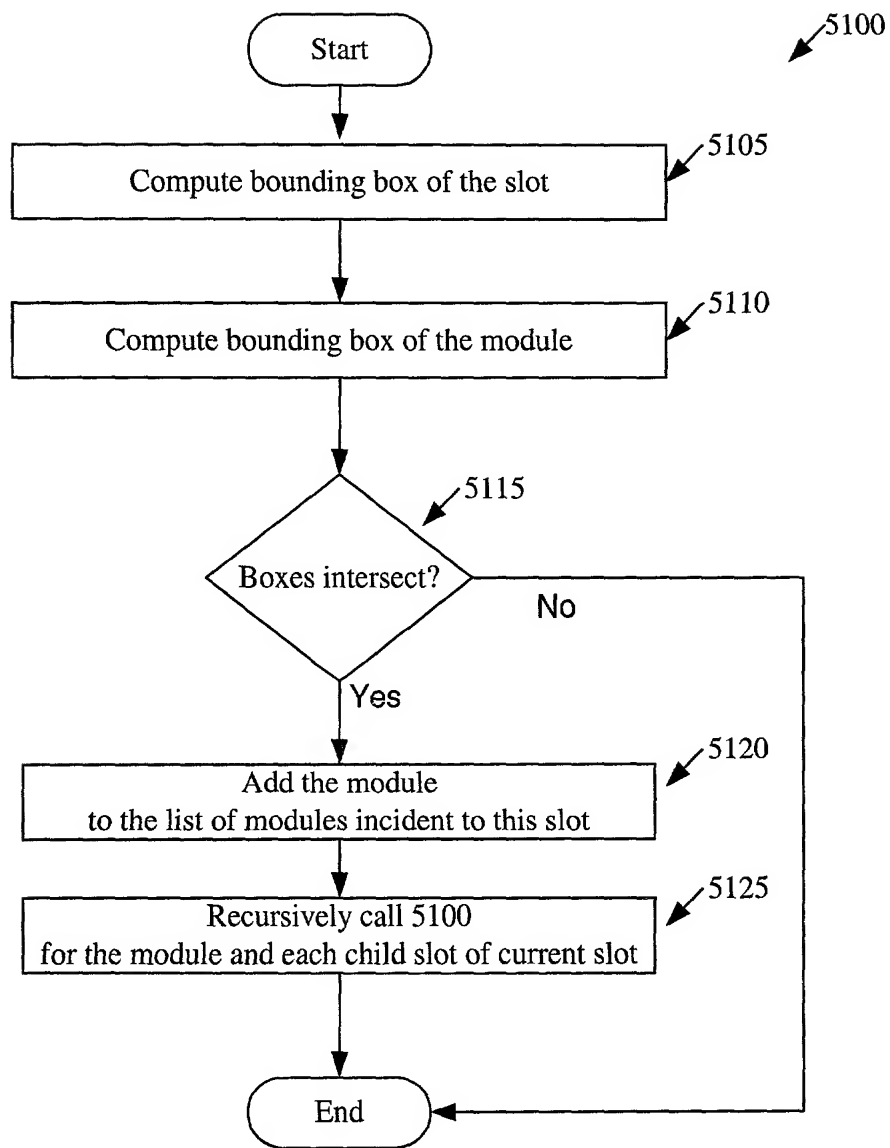 Start
5100
Compute bounding box of the slot
5105
Compute bounding box of the module
5110
Boxes intersect?
5115
No
Yes
Add the module
to the list of modules incident to this slot
5120
Recursively call 5100
for the module and each child slot of current slot
5125
End